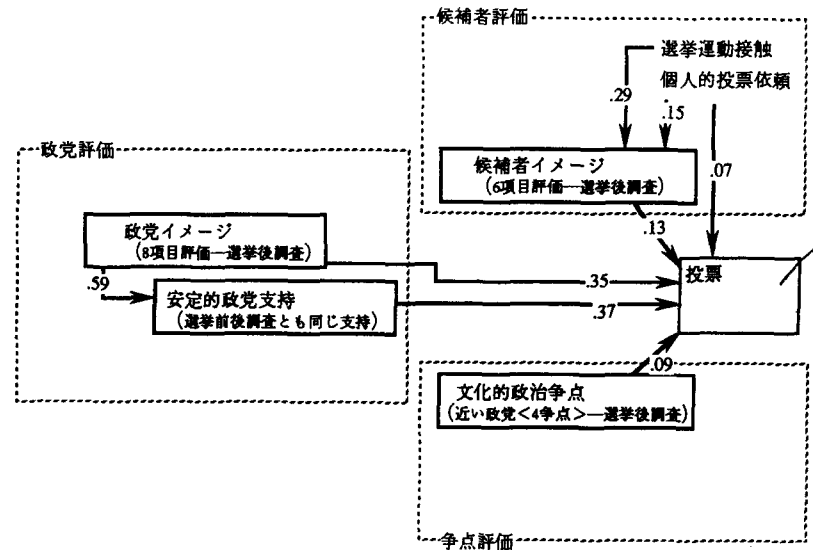 候補者評価
選挙運動接触
個人的投票依頼
.29
.15
.07
候補者イメージ
(6項目評価―選挙後調査)
.13
政党評価
政党イメージ
(8項目評価―選挙後調査)
.59
安定的政党支持
(選挙前後調査とも同じ支持)
.35
.37
投票
.09
文化的政治争点
(近い政党<4争点>―選挙後調査)
争点評価